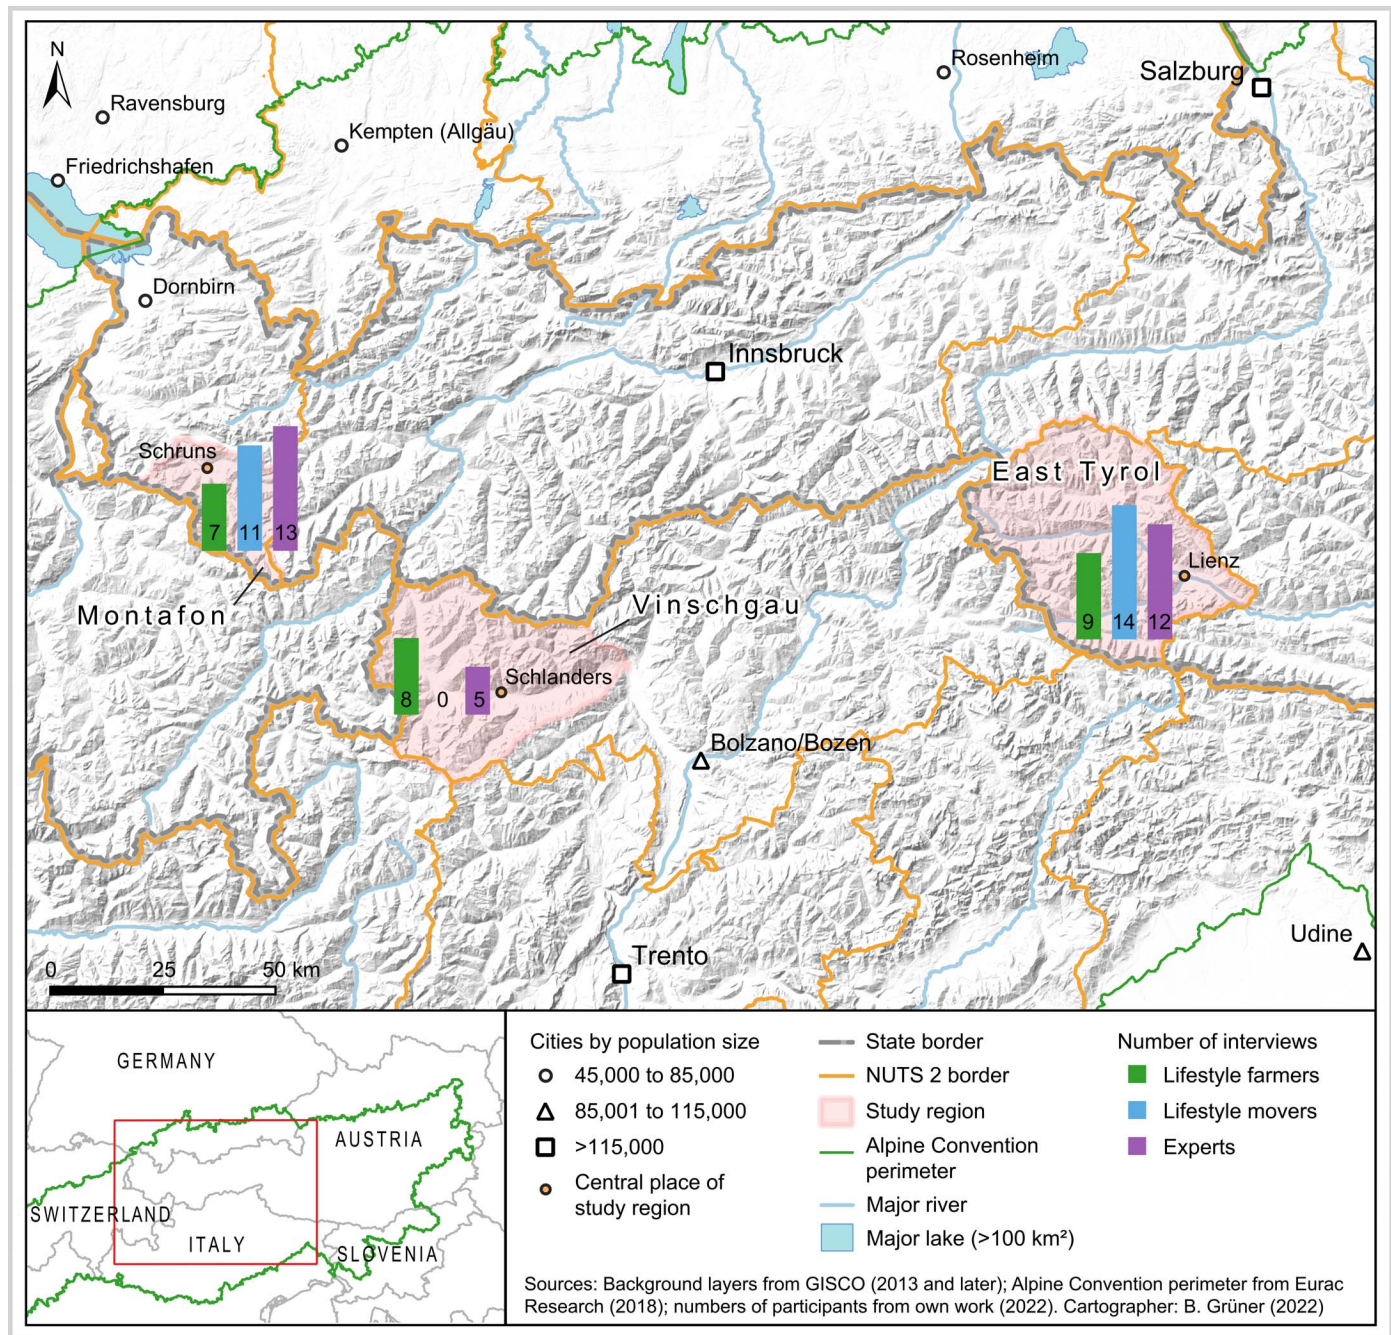 N
Ravensburg
Kempten (Allgäu)
Friedrichshafen
Rosenheim
Salzburg
Dornbirn
Innsbruck
Schruns
7 11 13
Montafon
East Tyrol
Lienz
9 14 12
Vinschgau
Schlanders
8 0 5
Bolzano/Bozen
Trento
Udine
0 25 50 km
GERMANY
AUSTRIA
SWITZERLAND
ITALY
SLOVENIA
Cities by population size
45,000 to 85,000
85,001 to 115,000
>115,000
Central place of
study region
State border
NUTS 2 border
Study region
Alpine Convention
perimeter
Major river
Major lake (>100 km²)
Number of interviews
Lifestyle farmers
Lifestyle movers
Experts
Sources: Background layers from GISCO (2013 and later); Alpine Convention perimeter from Eurac
Research (2018); numbers of participants from own work (2022). Cartographer: B. Grüner (2022)